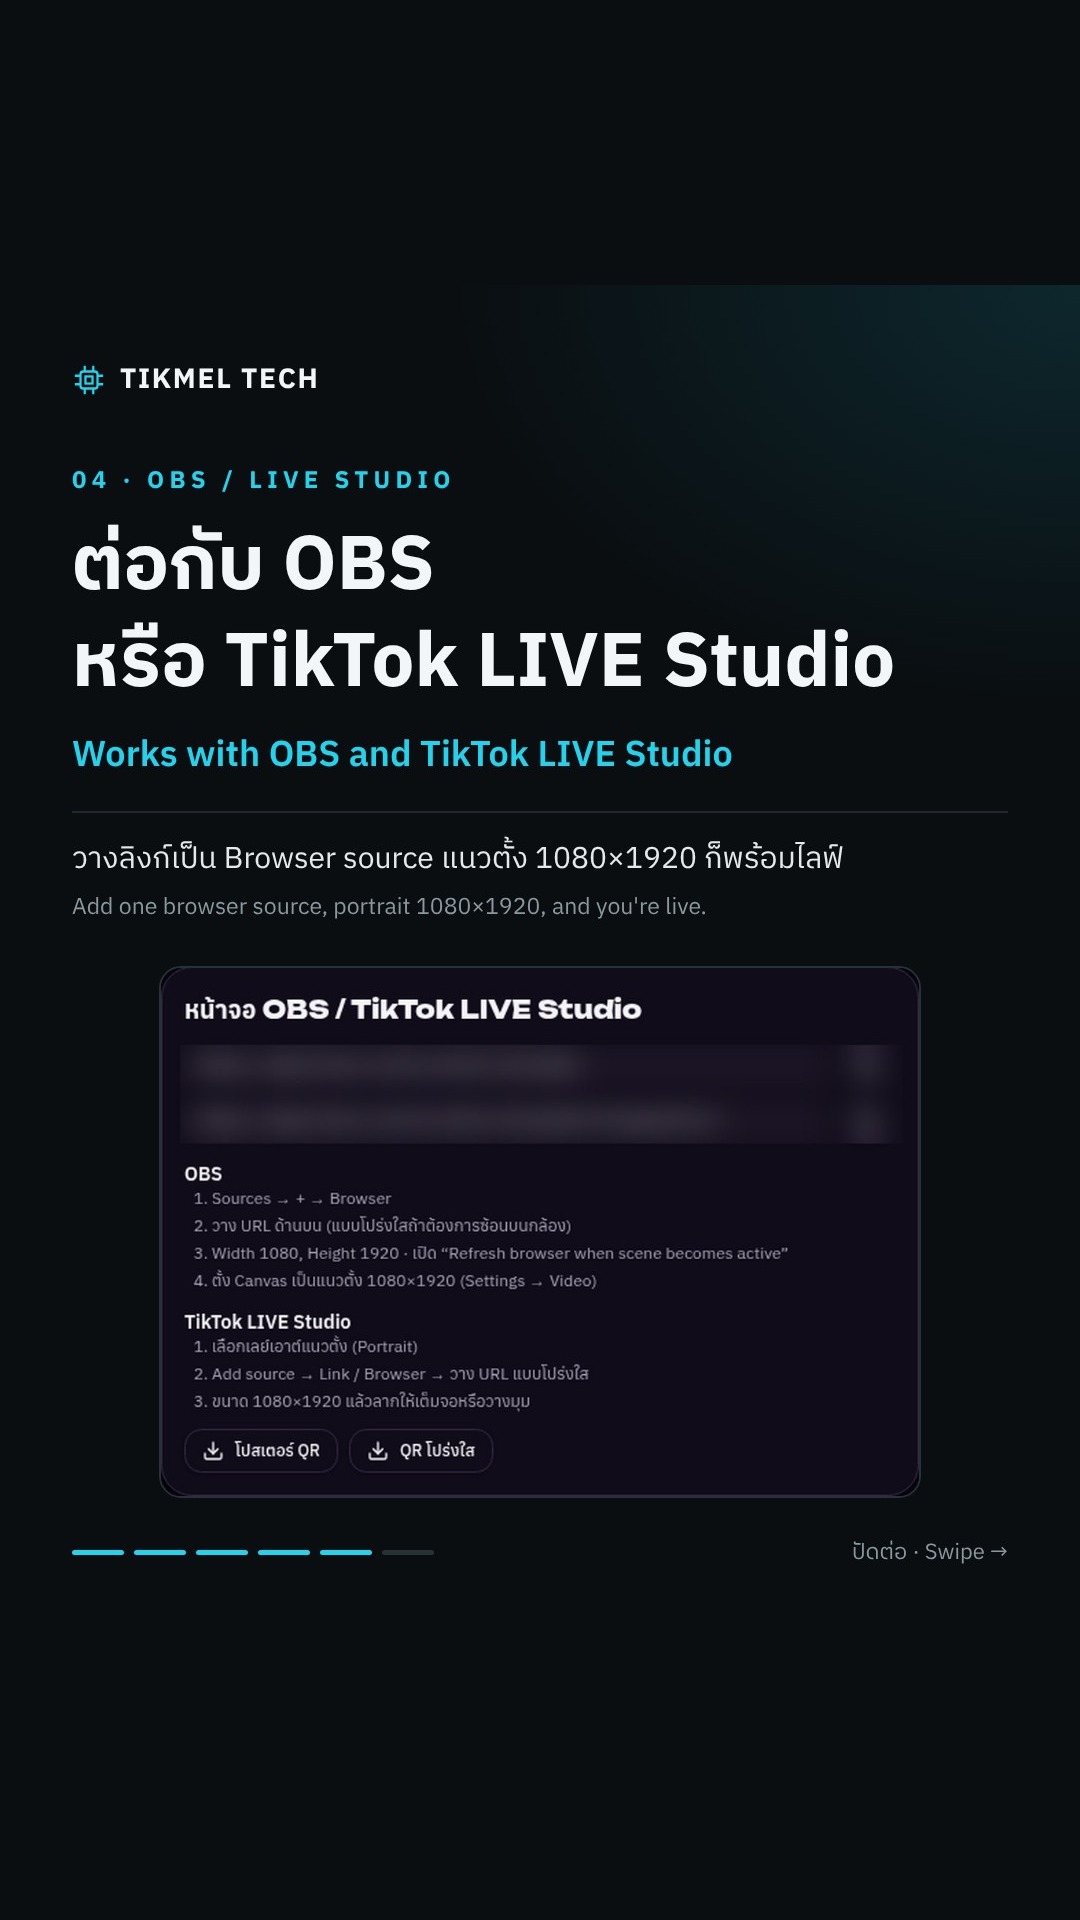 TIKMEL TECH
04 · OBS / LIVE STUDIO
ต่อกับ OBS
หรือ TikTok LIVE Studio
Works with OBS and TikTok LIVE Studio
วางลิงก์เป็น Browser source แนวตั้ง 1080×1920 ก็พร้อมไลฟ์
Add one browser source, portrait 1080×1920, and you're live.
หน้าจอ OBS / TikTok LIVE Studio
OBS
1. Sources → + → Browser
2. วาง URL ด้านบน (แบบโปร่งใสถ้าต้องการซ้อนบนกล้อง)
3. Width 1080, Height 1920 · เปิด “Refresh browser when scene becomes active”
4. ตั้ง Canvas เป็นแนวตั้ง 1080×1920 (Settings → Video)
TikTok LIVE Studio
1. เลือกเลย์เอาต์แนวตั้ง (Portrait)
2. Add source → Link / Browser → วาง URL แบบโปร่งใส
3. ขนาด 1080×1920 แล้วลากให้เต็มจอหรือวางมุม
โปสเตอร์ QR
QR โปร่งใส
ปัดต่อ · Swipe →